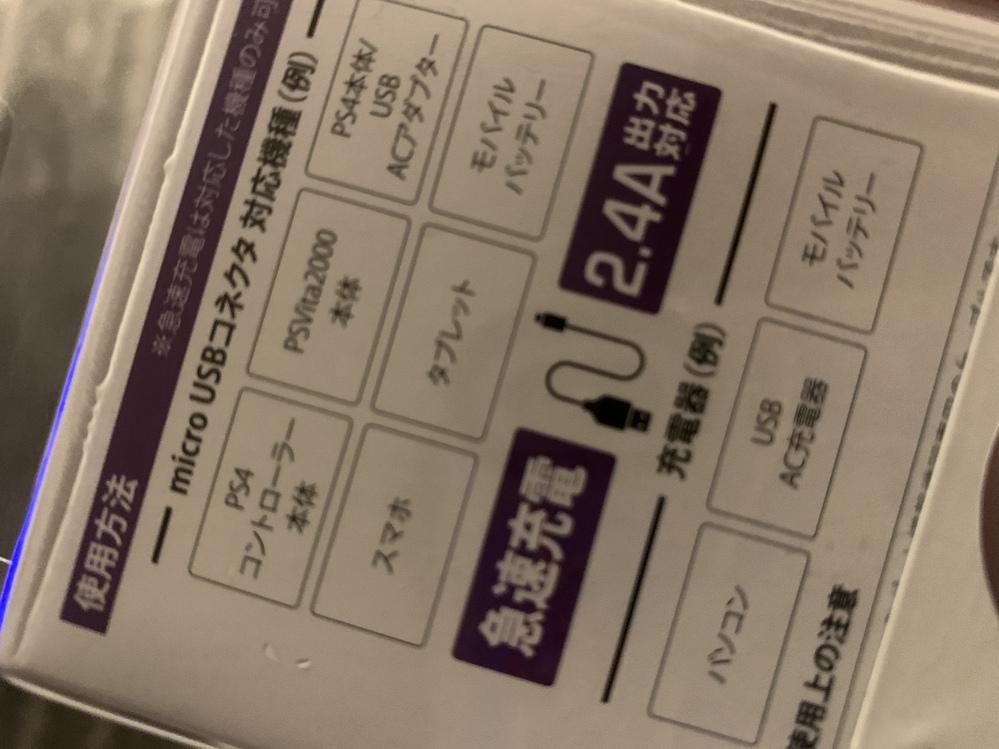 使用方法
※急速充電は対応した機種のみ可
micro USBコネクタ 対応機種(例)
PS4
コントローラー
本体
PSVita2000
本体
PS4本体/
USB
ACアダプター
スマホ
タブレット
モバイル
バッテリー
急速充電
2.4A
出力
対応
充電器(例)
パソコン
USB
AC充電器
モバイル
バッテリー
使用上の注意